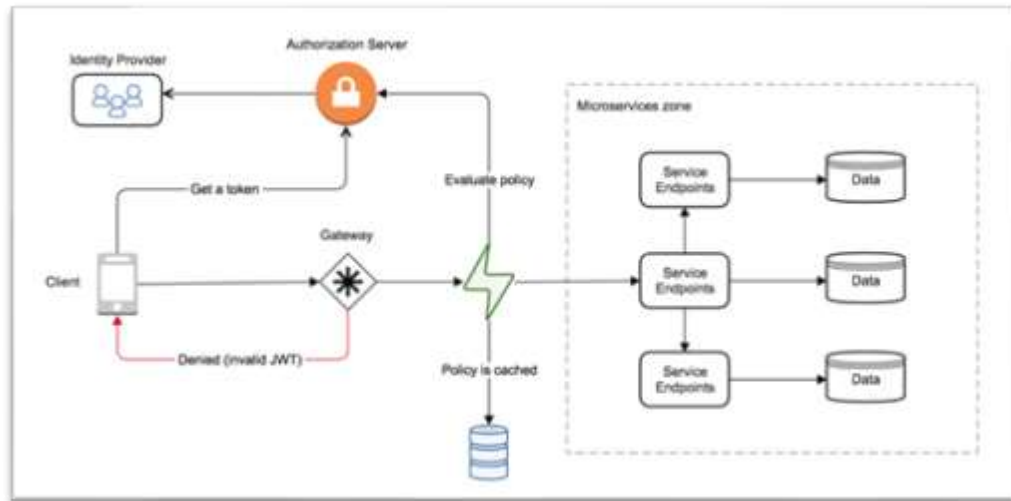 Authorization Server
Identity Provider
Microservices zone
Service
Endpoints
Data
Evaluate policy
Get a token
Gateway
Client
Service
Endpoints
Data
Denied (invalid JWT)
Policy is cached
Service
Endpoints
Data